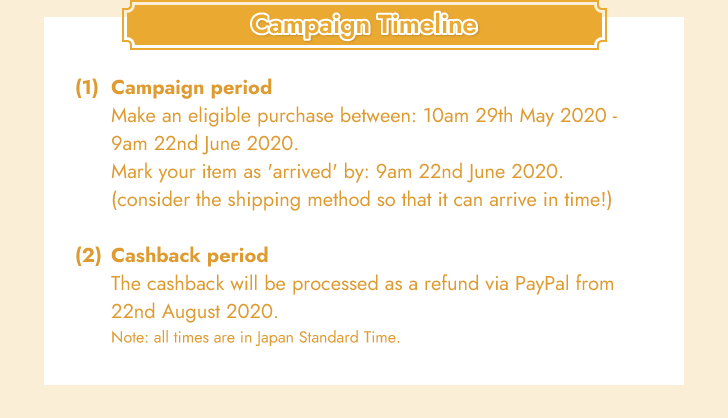 Campaign Timeline
(1) Campaign period
Make an eligible purchase between: 10am 29th May 2020 -
9am 22nd June 2020.
Mark your item as 'arrived' by: 9am 22nd June 2020.
(consider the shipping method so that it can arrive in time!)
(2) Cashback period
The cashback will be processed as a refund via PayPal from
22nd August 2020.
Note: all times are in Japan Standard Time.